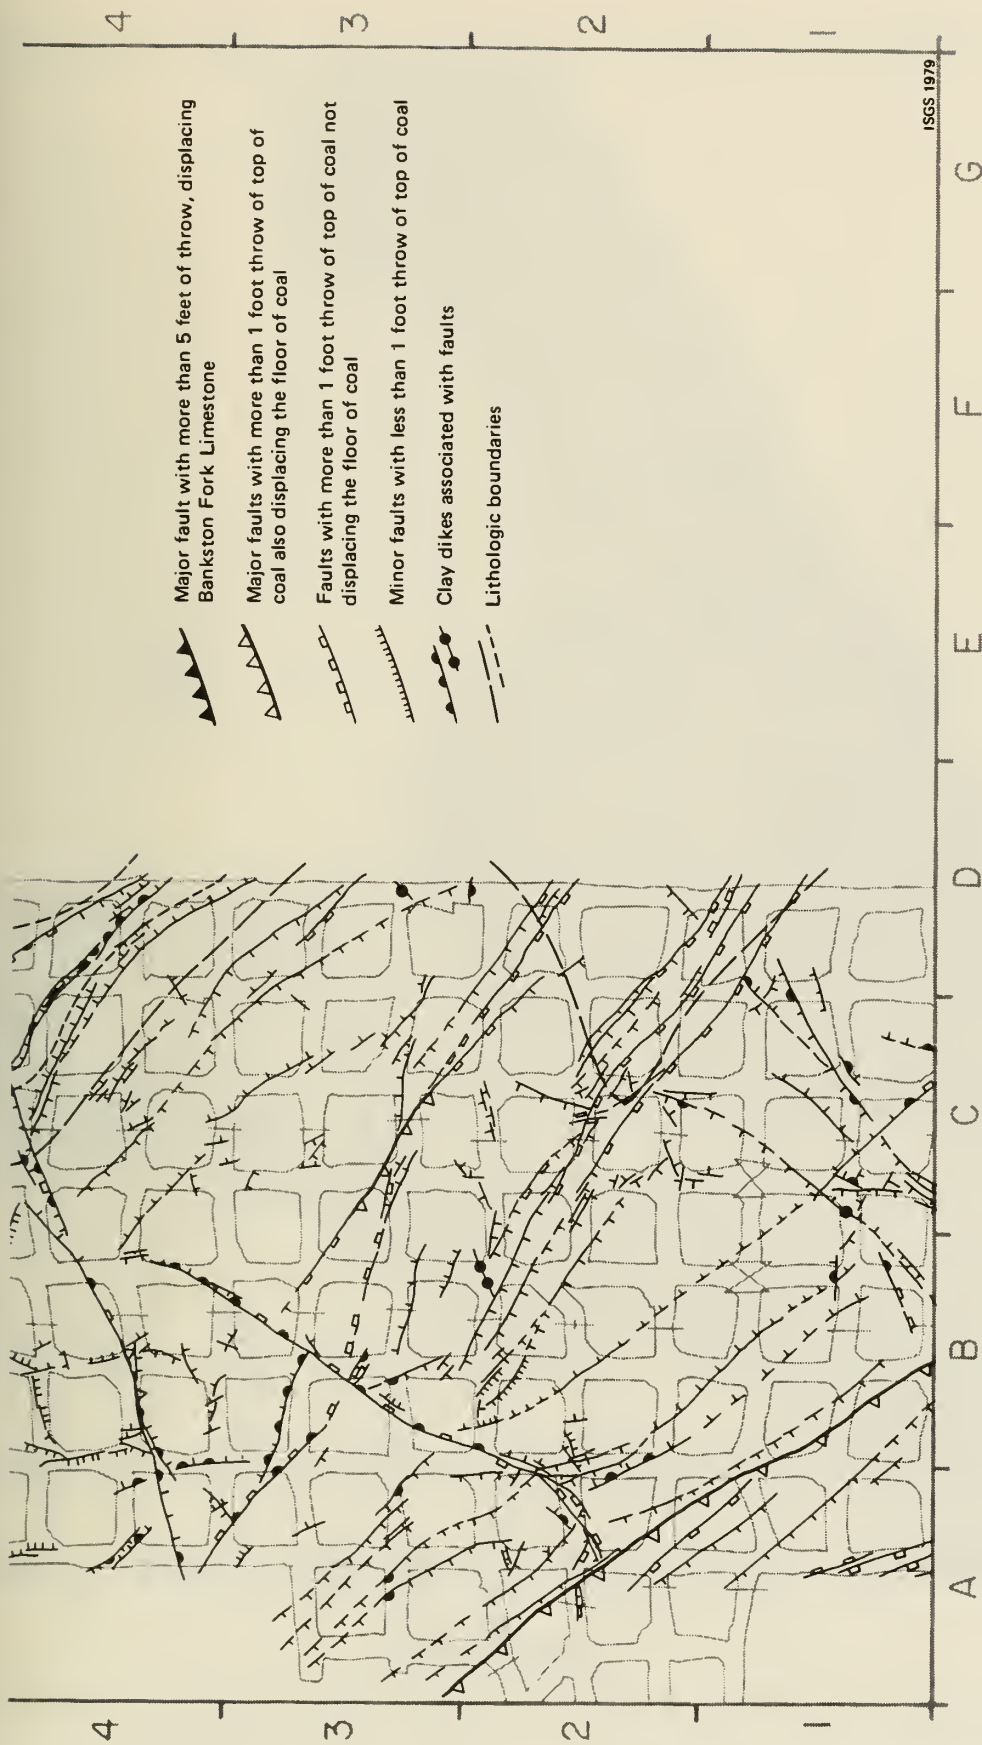 4
3
2
1
Major fault with more than 5 feet of throw, displacing
Bankston Fork Limestone
Major faults with more than 1 foot throw of top of
coal also displacing the floor of coal
Faults with more than 1 foot throw of top of coal not
displacing the floor of coal
Minor faults with less than 1 foot throw of top of coal
Clay dikes associated with faults
Lithologic boundaries
4
3
2
1
A
B
C
D
E
F
G
ISGS 1979